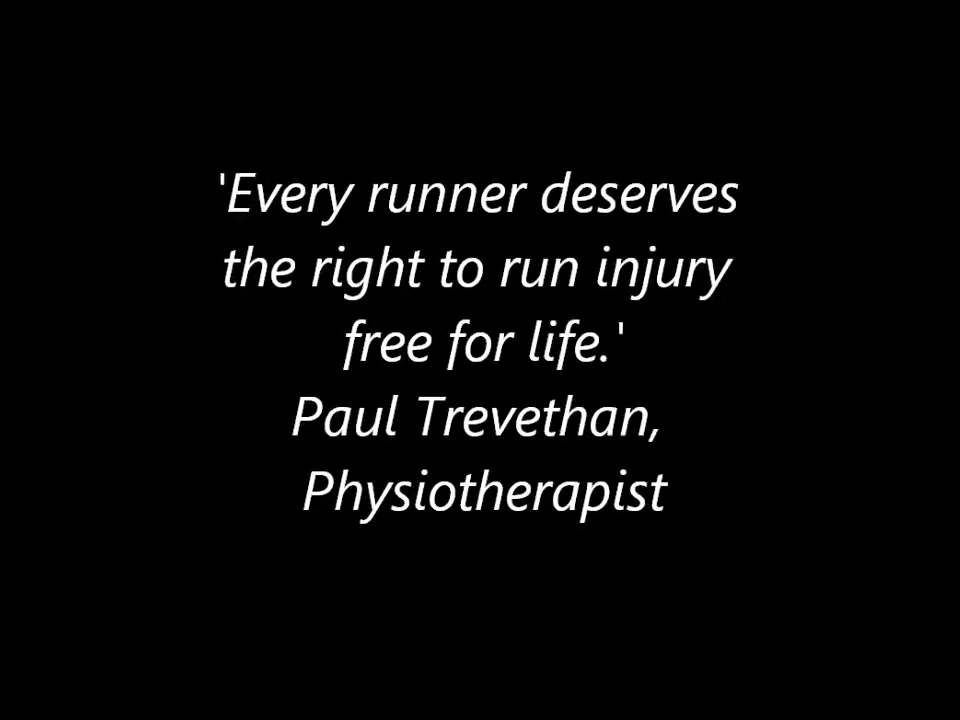 'Every runner deserves
the right to run injury
free for life.'
Paul Trevethan,
Physiotherapist